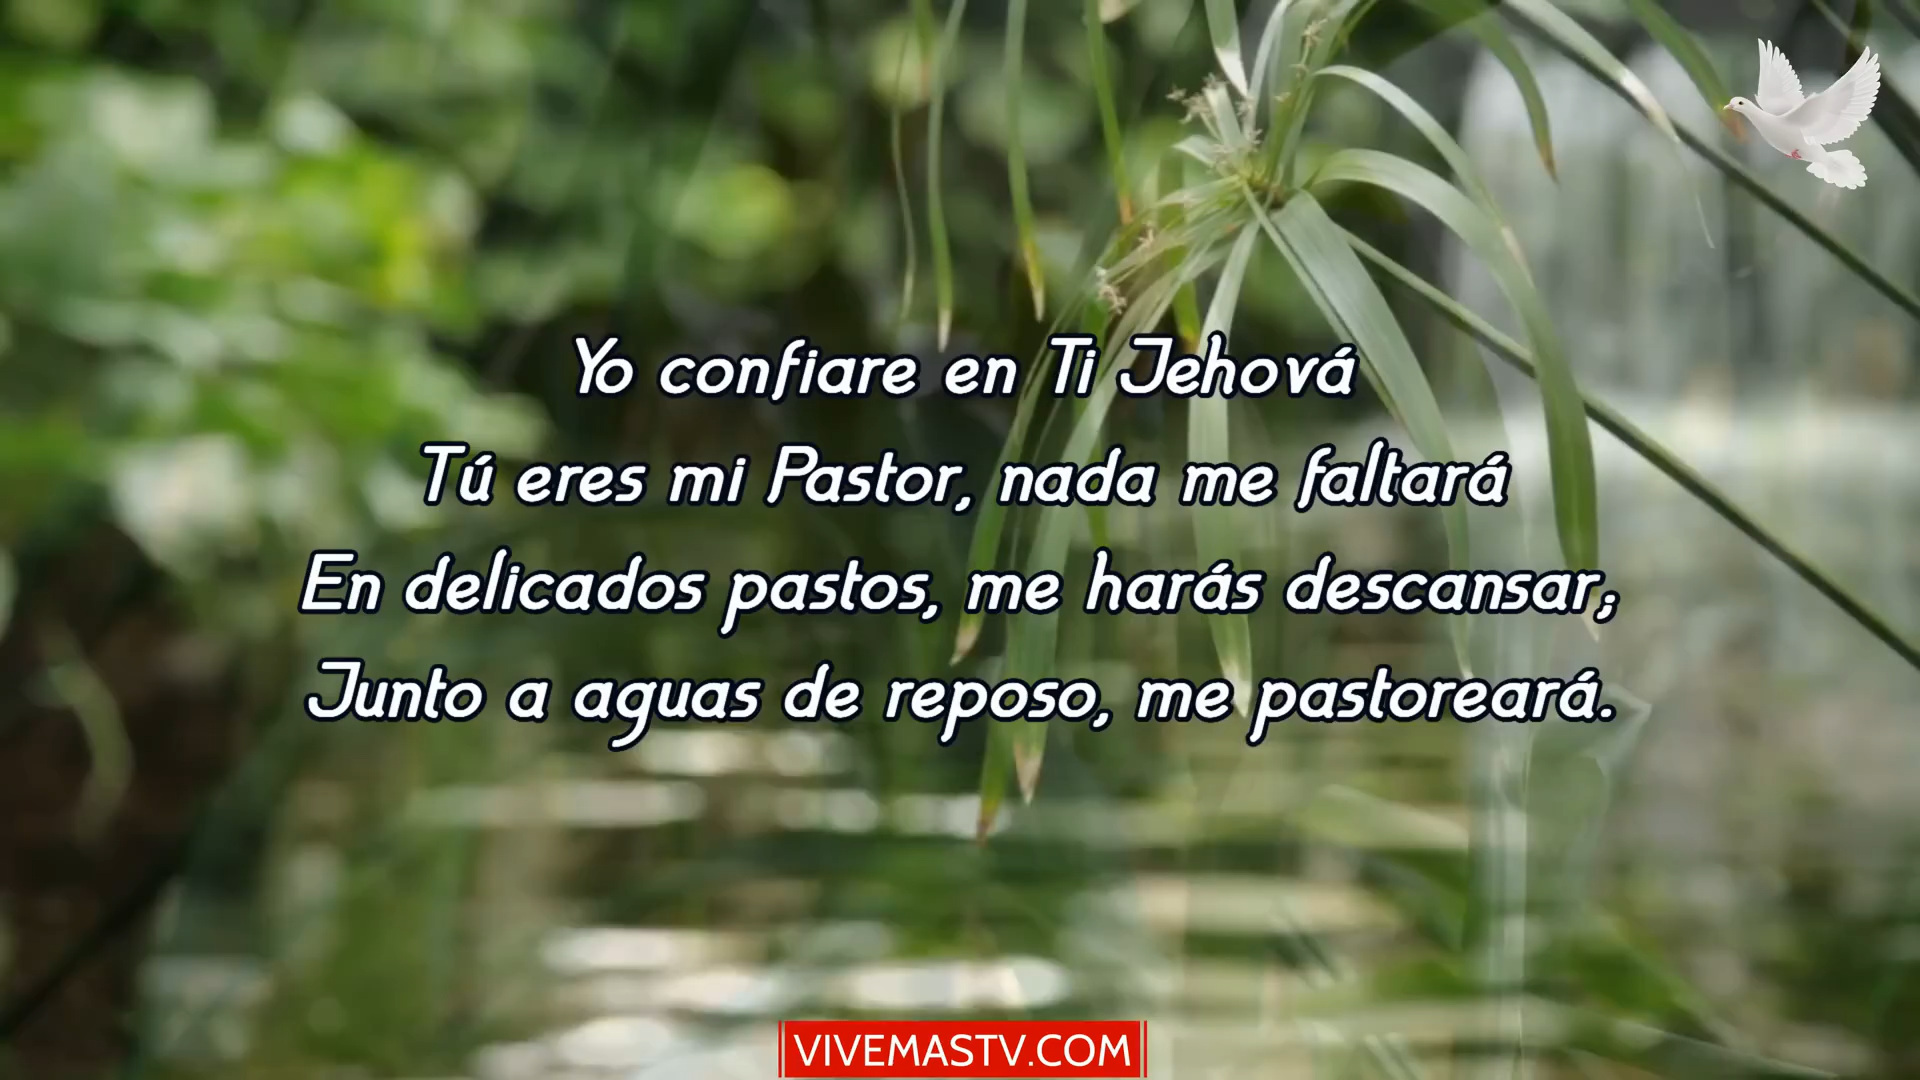 Yo confiare en Ti Jehová
Tú eres mi Pastor, nada me faltará
En delicados pastos, me harás descansar;
Junto a aguas de reposo, me pastoreará.
VIVEMASTV.COM